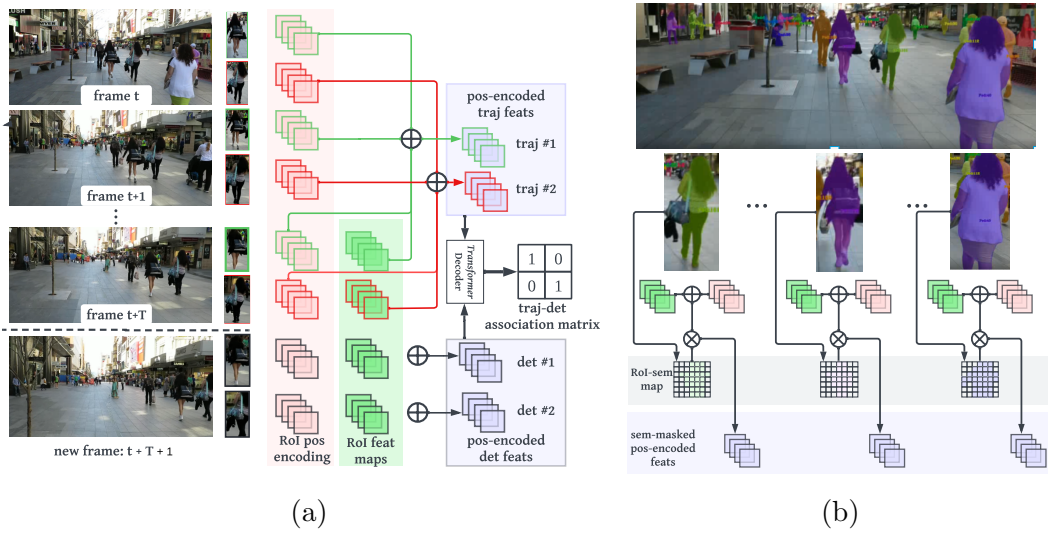 frame t
frame t+1
frame t+T
new frame: t + T + 1
RoI pos
encoding
RoI feat
maps
pos-encoded
traj feats
traj #1
traj #2
Transformer
Decoder
1 0
0 1
traj-det
association matrix
det #1
det #2
pos-encoded
det feats
(a)
RoI-sem
map
sem-masked
pos-encoded
feats
(b)